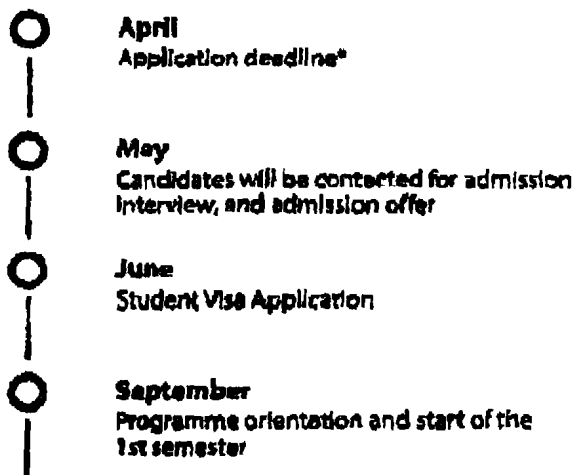 April
Application deadline*
May
Candidates will be contacted for admission
interview, and admission offer
June
Student Visa Application
September
Programme orientation and start of the
1st semester